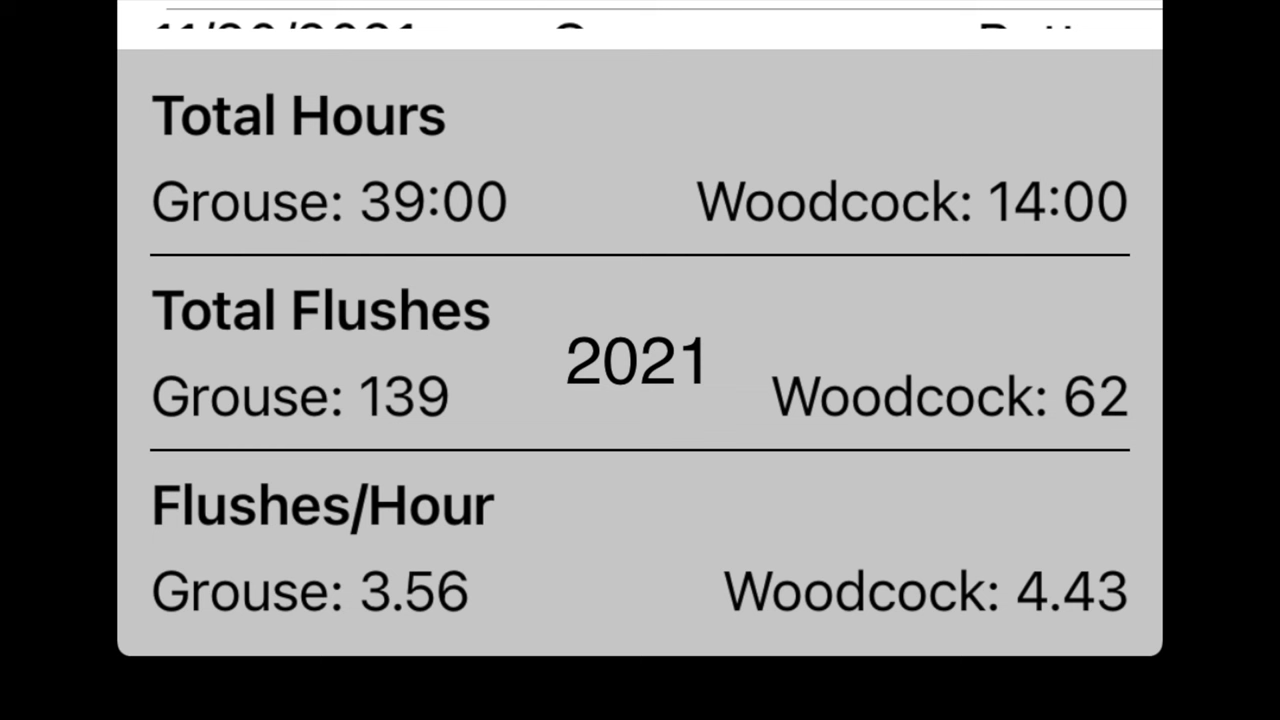 Total Hours
Grouse: 39:00 Woodcock: 14:00
Total Flushes
2021
Grouse: 139 Woodcock: 62
Flushes/Hour
Grouse: 3.56 Woodcock: 4.43